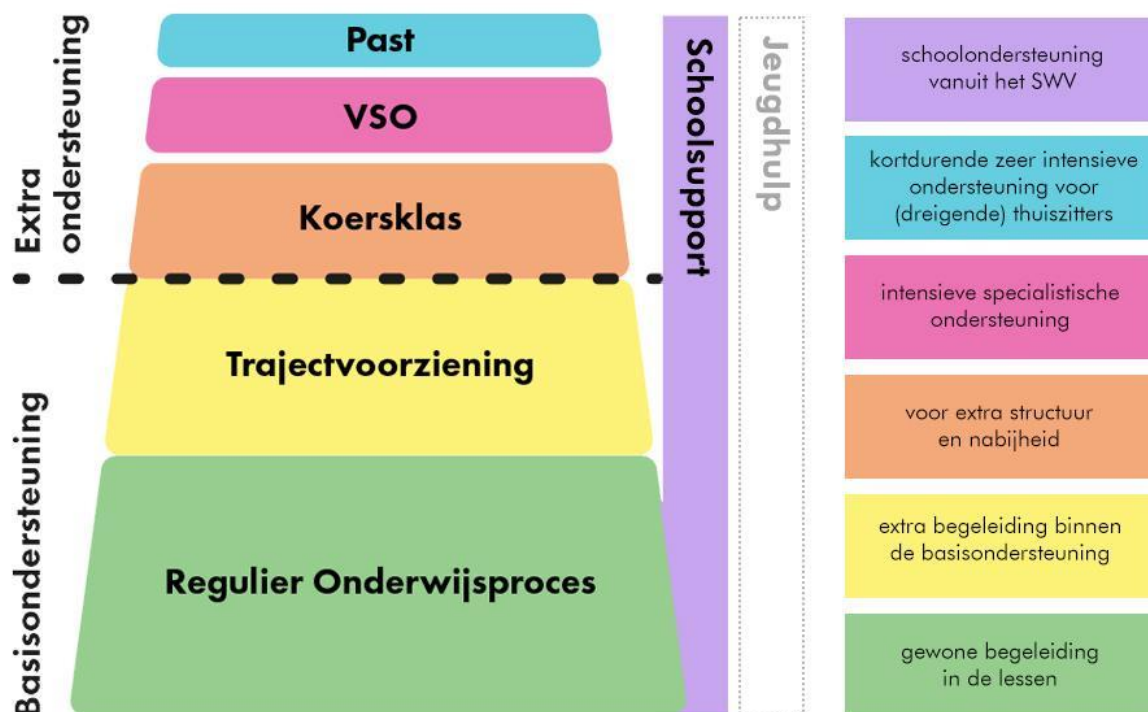 Extra
ondersteuning
Basisondersteuning
Past
VSO
Koersklas
Trajectvoorziening
Regulier Onderwijsproces
Schoolsupport
Jeugdhulp
schoolondersteuning
vanuit het SWV
kortdurende zeer intensieve
ondersteuning voor
(dreigende) thuiszitters
intensieve specialistische
ondersteuning
voor extra structuur
en nabijheid
extra begeleiding binnen
de basisondersteuning
gewone begeleiding
in de lessen